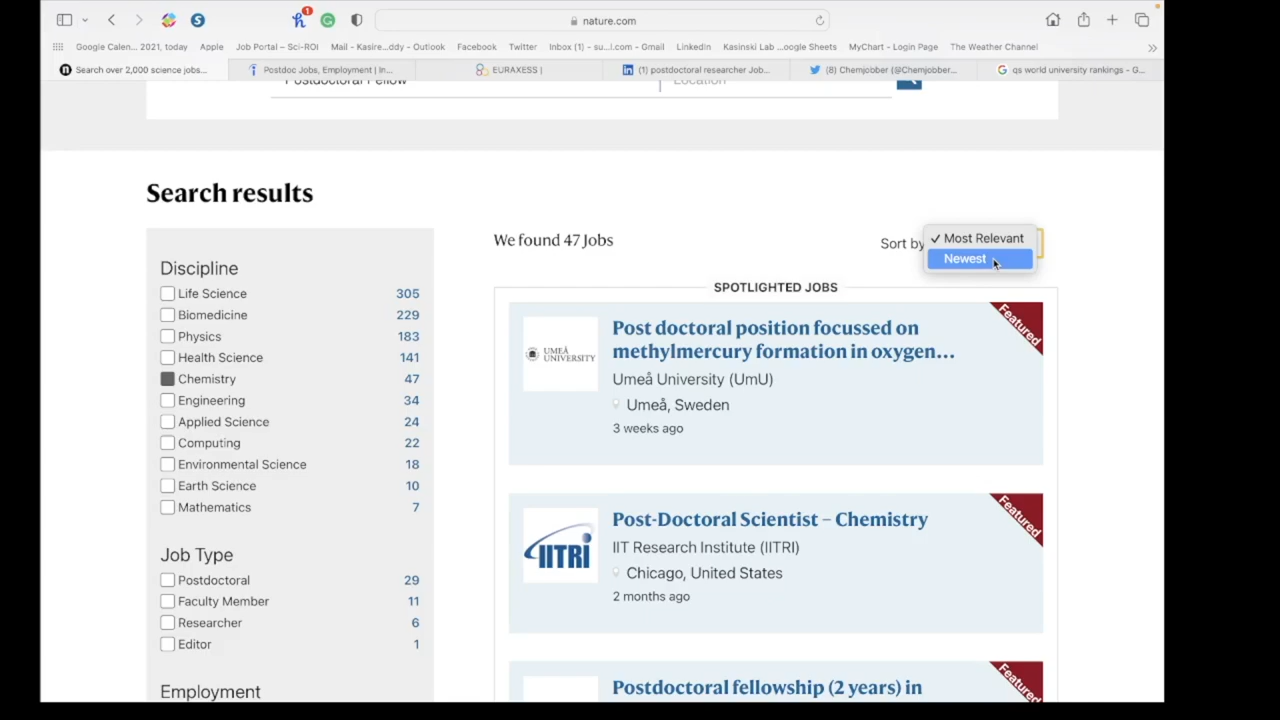 1
nature.com
Google Calen... 2021, today
Apple
Job Portal – Sci-ROI
Mail - Kasire...ddy - Outlook
Facebook
Twitter
Inbox (1) - su...l.com - Gmail
LinkedIn
Kasinski Lab ...oogle Sheets
MyChart - Login Page
The Weather Channel
Search over 2,000 science jobs...
Postdoc Jobs, Employment | In...
EURAXESS |
(1) postdoctoral researcher Job...
(8) Chemjobber (@Chemjobber...
qs world university rankings - G...
Postdoctoral Fellow
Location
Search results
We found 47 Jobs
Sort by
✓ Most Relevant
Newest
Discipline
Life Science 305
Biomedicine 229
Physics 183
Health Science 141
Chemistry 47
Engineering 34
Applied Science 24
Computing 22
Environmental Science 18
Earth Science 10
Mathematics 7
Job Type
Postdoctoral 29
Faculty Member 11
Researcher 6
Editor 1
Employment
SPOTLIGHTED JOBS
Featured
UMEÅ UNIVERSITY
Post doctoral position focussed on
methylmercury formation in oxygen...
Umeå University (UmU)
Umeå, Sweden
3 weeks ago
Featured
IITRI
Post-Doctoral Scientist – Chemistry
IIT Research Institute (IITRI)
Chicago, United States
2 months ago
Featured
Postdoctoral fellowship (2 years) in